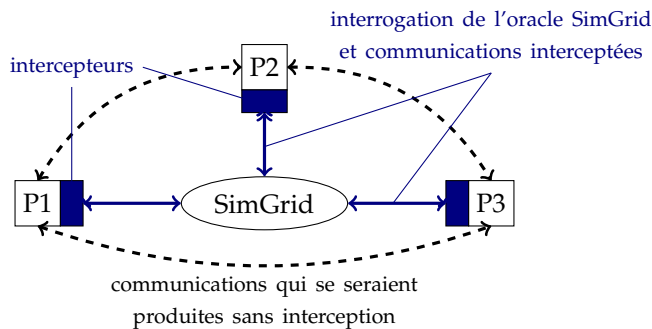 interrogation de l'oracle SimGrid
et communications interceptées
intercepteurs
P2
P1
SimGrid
P3
communications qui se seraient
produites sans interception